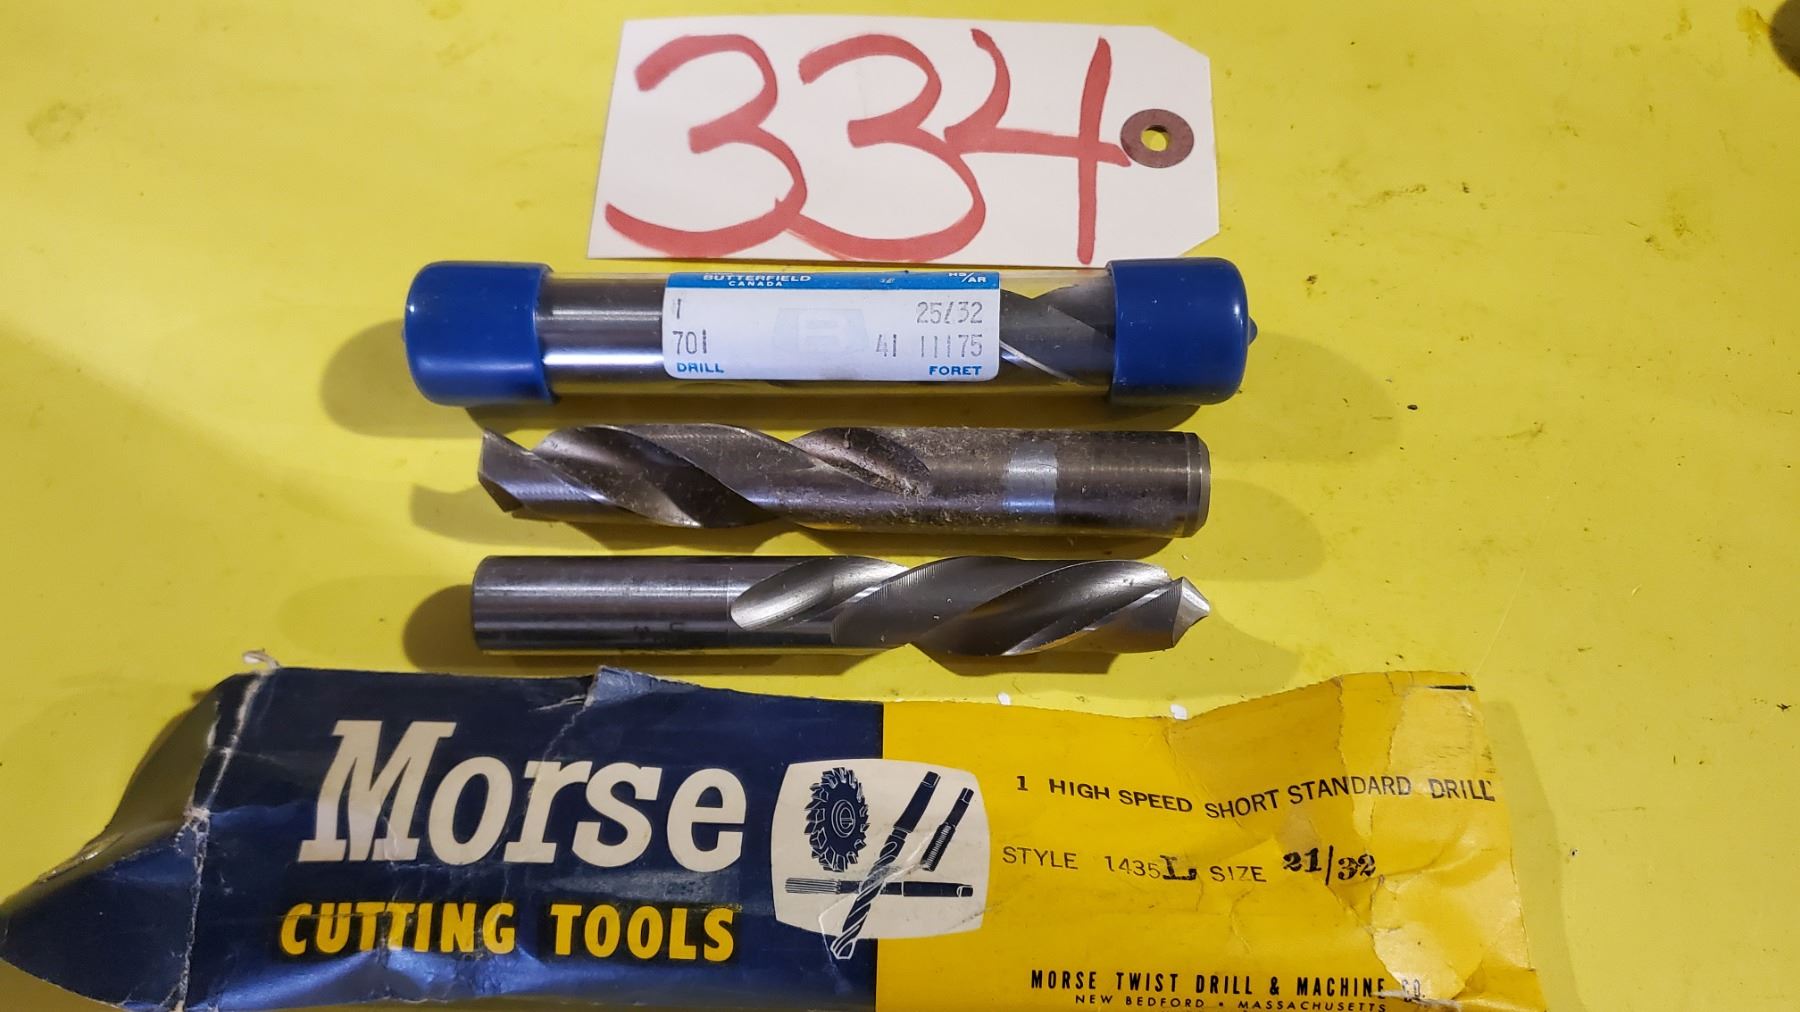 334
BUTTERFIELD HS/AR
CANADA
1 25/32
701 41 11175
DRILL FORET
Morse
CUTTING TOOLS
1 HIGH SPEED SHORT STANDARD DRILL
STYLE 1435L SIZE 21/32
MORSE TWIST DRILL & MACHINE CO.
NEW BEDFORD • MASSACHUSETTS